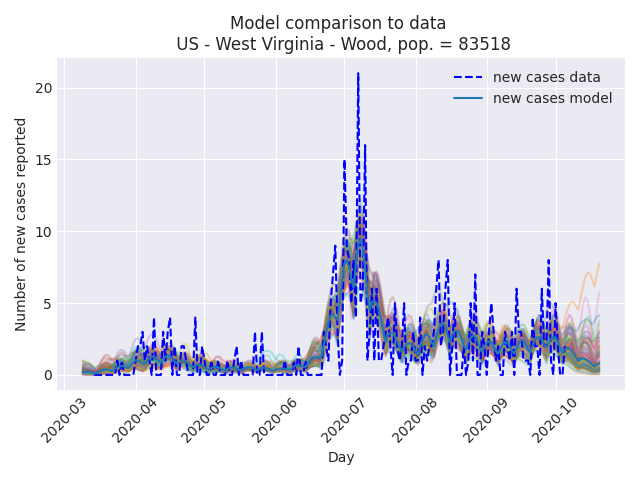 Model comparison to data
US - West Virginia - Wood, pop. = 83518
new cases data
new cases model
Number of new cases reported
20
15
10
5
0
2020-03
2020-04
2020-05
2020-06
2020-07
2020-08
2020-09
2020-10
Day